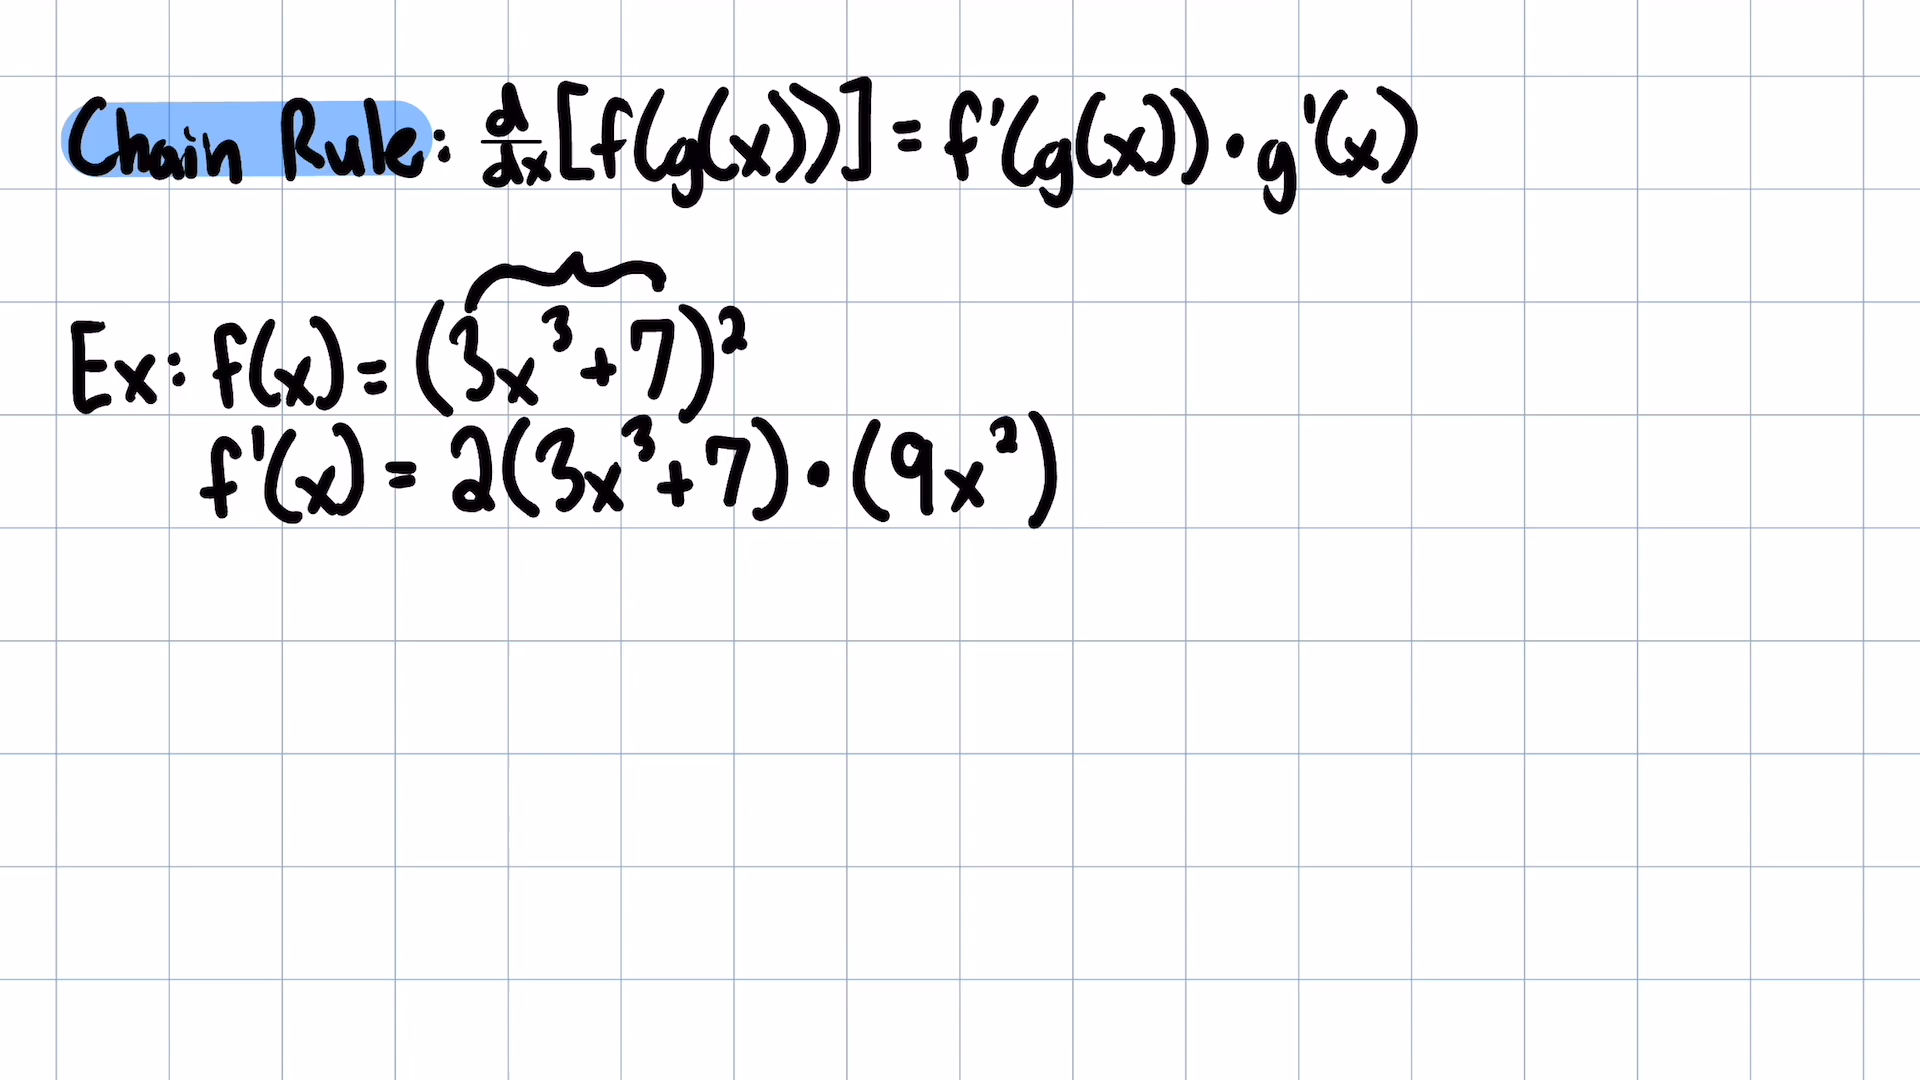 Chain Rule: d/dx[f(g(x))] = f'(g(x)) • g'(x)
Ex: f(x) = (3x³+7)²
f'(x) = 2(3x³+7) • (9x²)